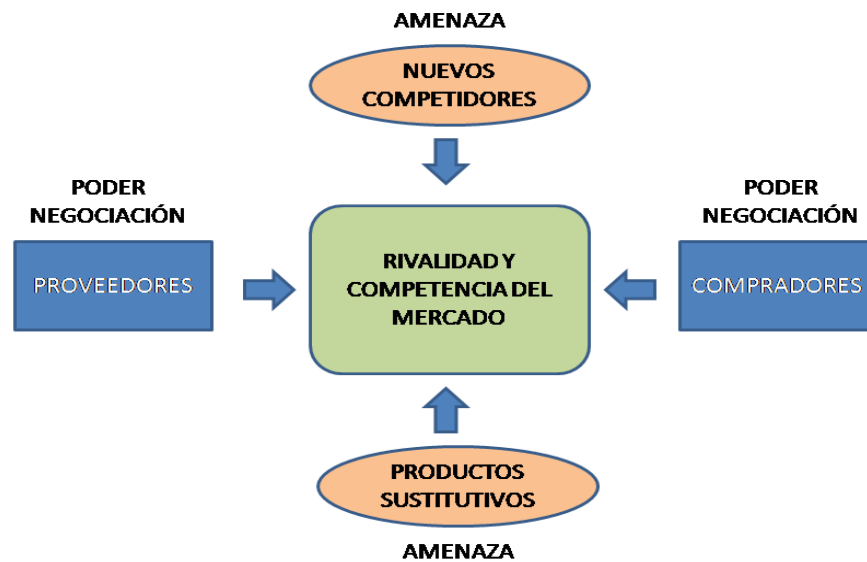 AMENAZA
NUEVOS
COMPETIDORES
PODER
NEGOCIACIÓN
PROVEEDORES
RIVALIDAD Y
COMPETENCIA DEL
MERCADO
PODER
NEGOCIACIÓN
COMPRADORES
PRODUCTOS
SUSTITUTIVOS
AMENAZA